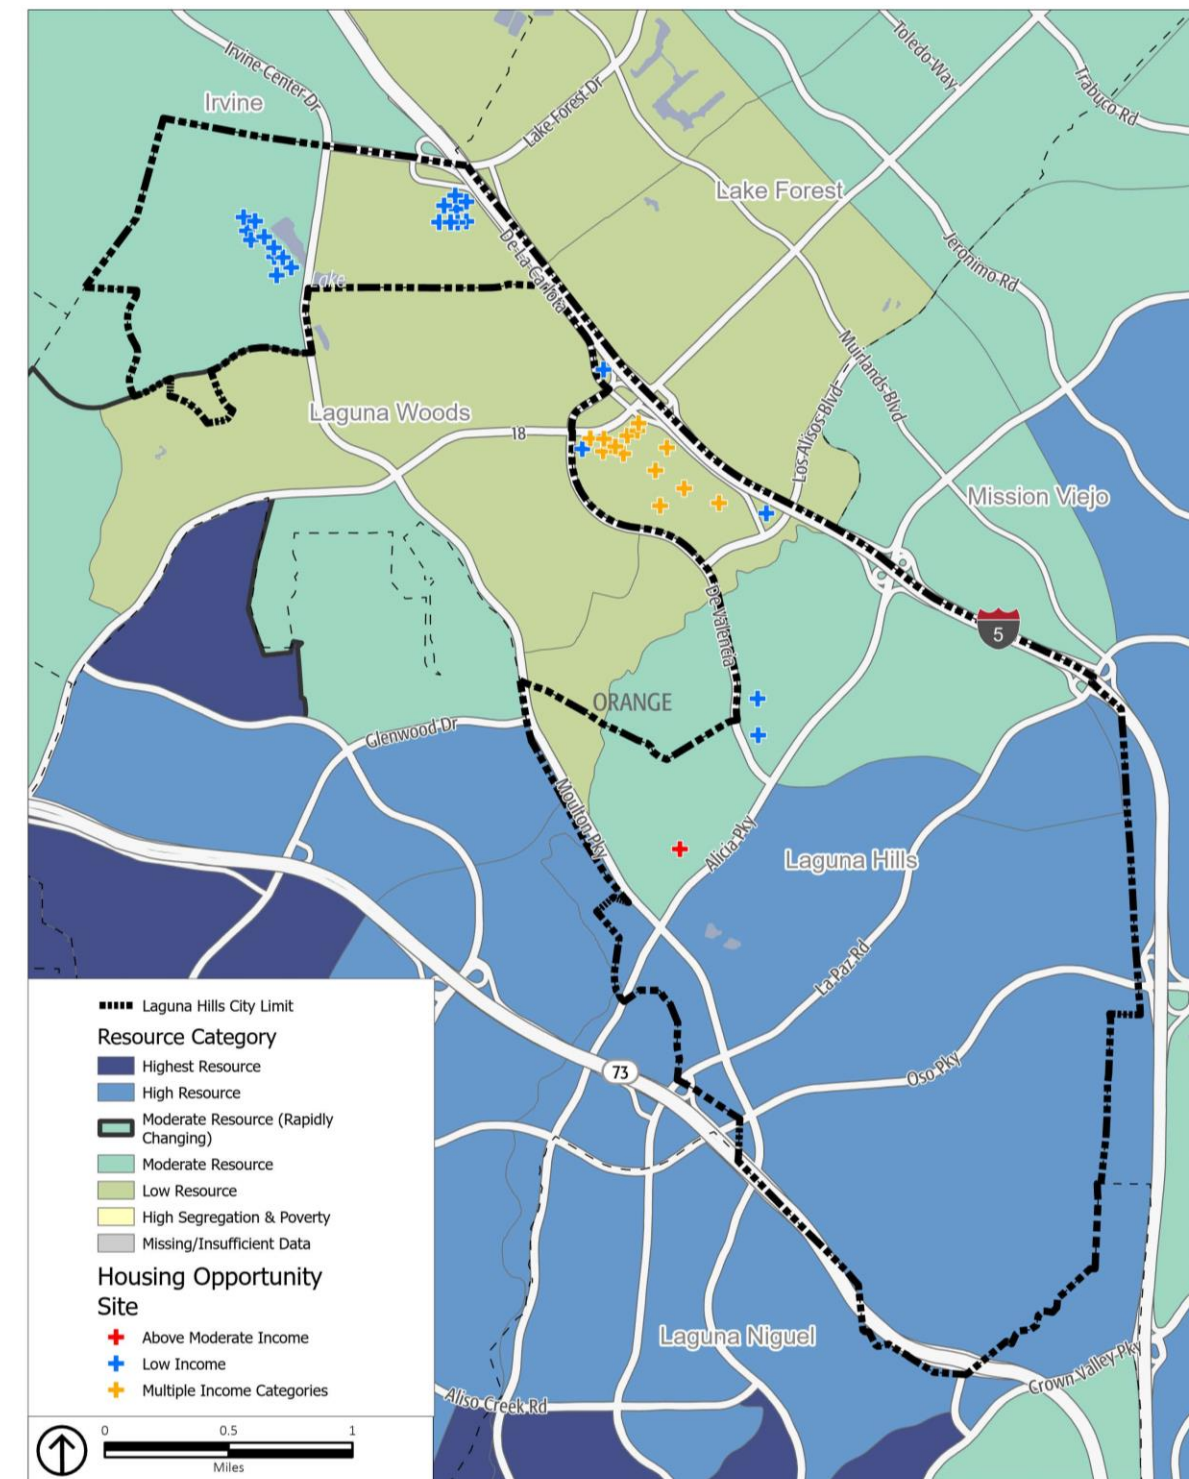 Irvine Center Dr
Irvine
Lake Forest Dr
Toledo Way
Trabuco Rd
Lake Forest
De La Carlota
Jeronimo Rd
Lake
Muirlands Blvd
Los Alisos Blvd
Laguna Woods
18
Mission Viejo
De Valencia
5
ORANGE
Glenwood Dr
Moulton Pky
Alicia Pky
Laguna Hills
La Paz Rd
Oso Pky
73
Laguna Niguel
Crown Valley Pky
Aliso Creek Rd
Laguna Hills City Limit
Resource Category
Highest Resource
High Resource
Moderate Resource (Rapidly
Changing)
Moderate Resource
Low Resource
High Segregation & Poverty
Missing/Insufficient Data
Housing Opportunity
Site
Above Moderate Income
Low Income
Multiple Income Categories
0 0.5 1
Miles